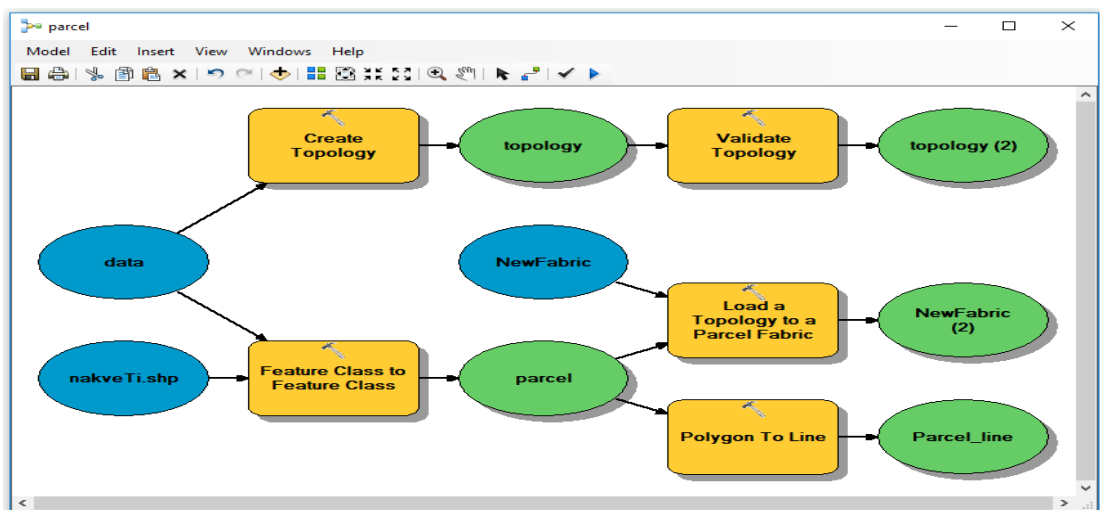 parcel
Model Edit Insert View Windows Help
Create
Topology
topology
Validate
Topology
topology (2)
data
NewFabric
Load a
Topology to a
Parcel Fabric
NewFabric
(2)
nakveTi.shp
Feature Class to
Feature Class
parcel
Polygon To Line
Parcel_line